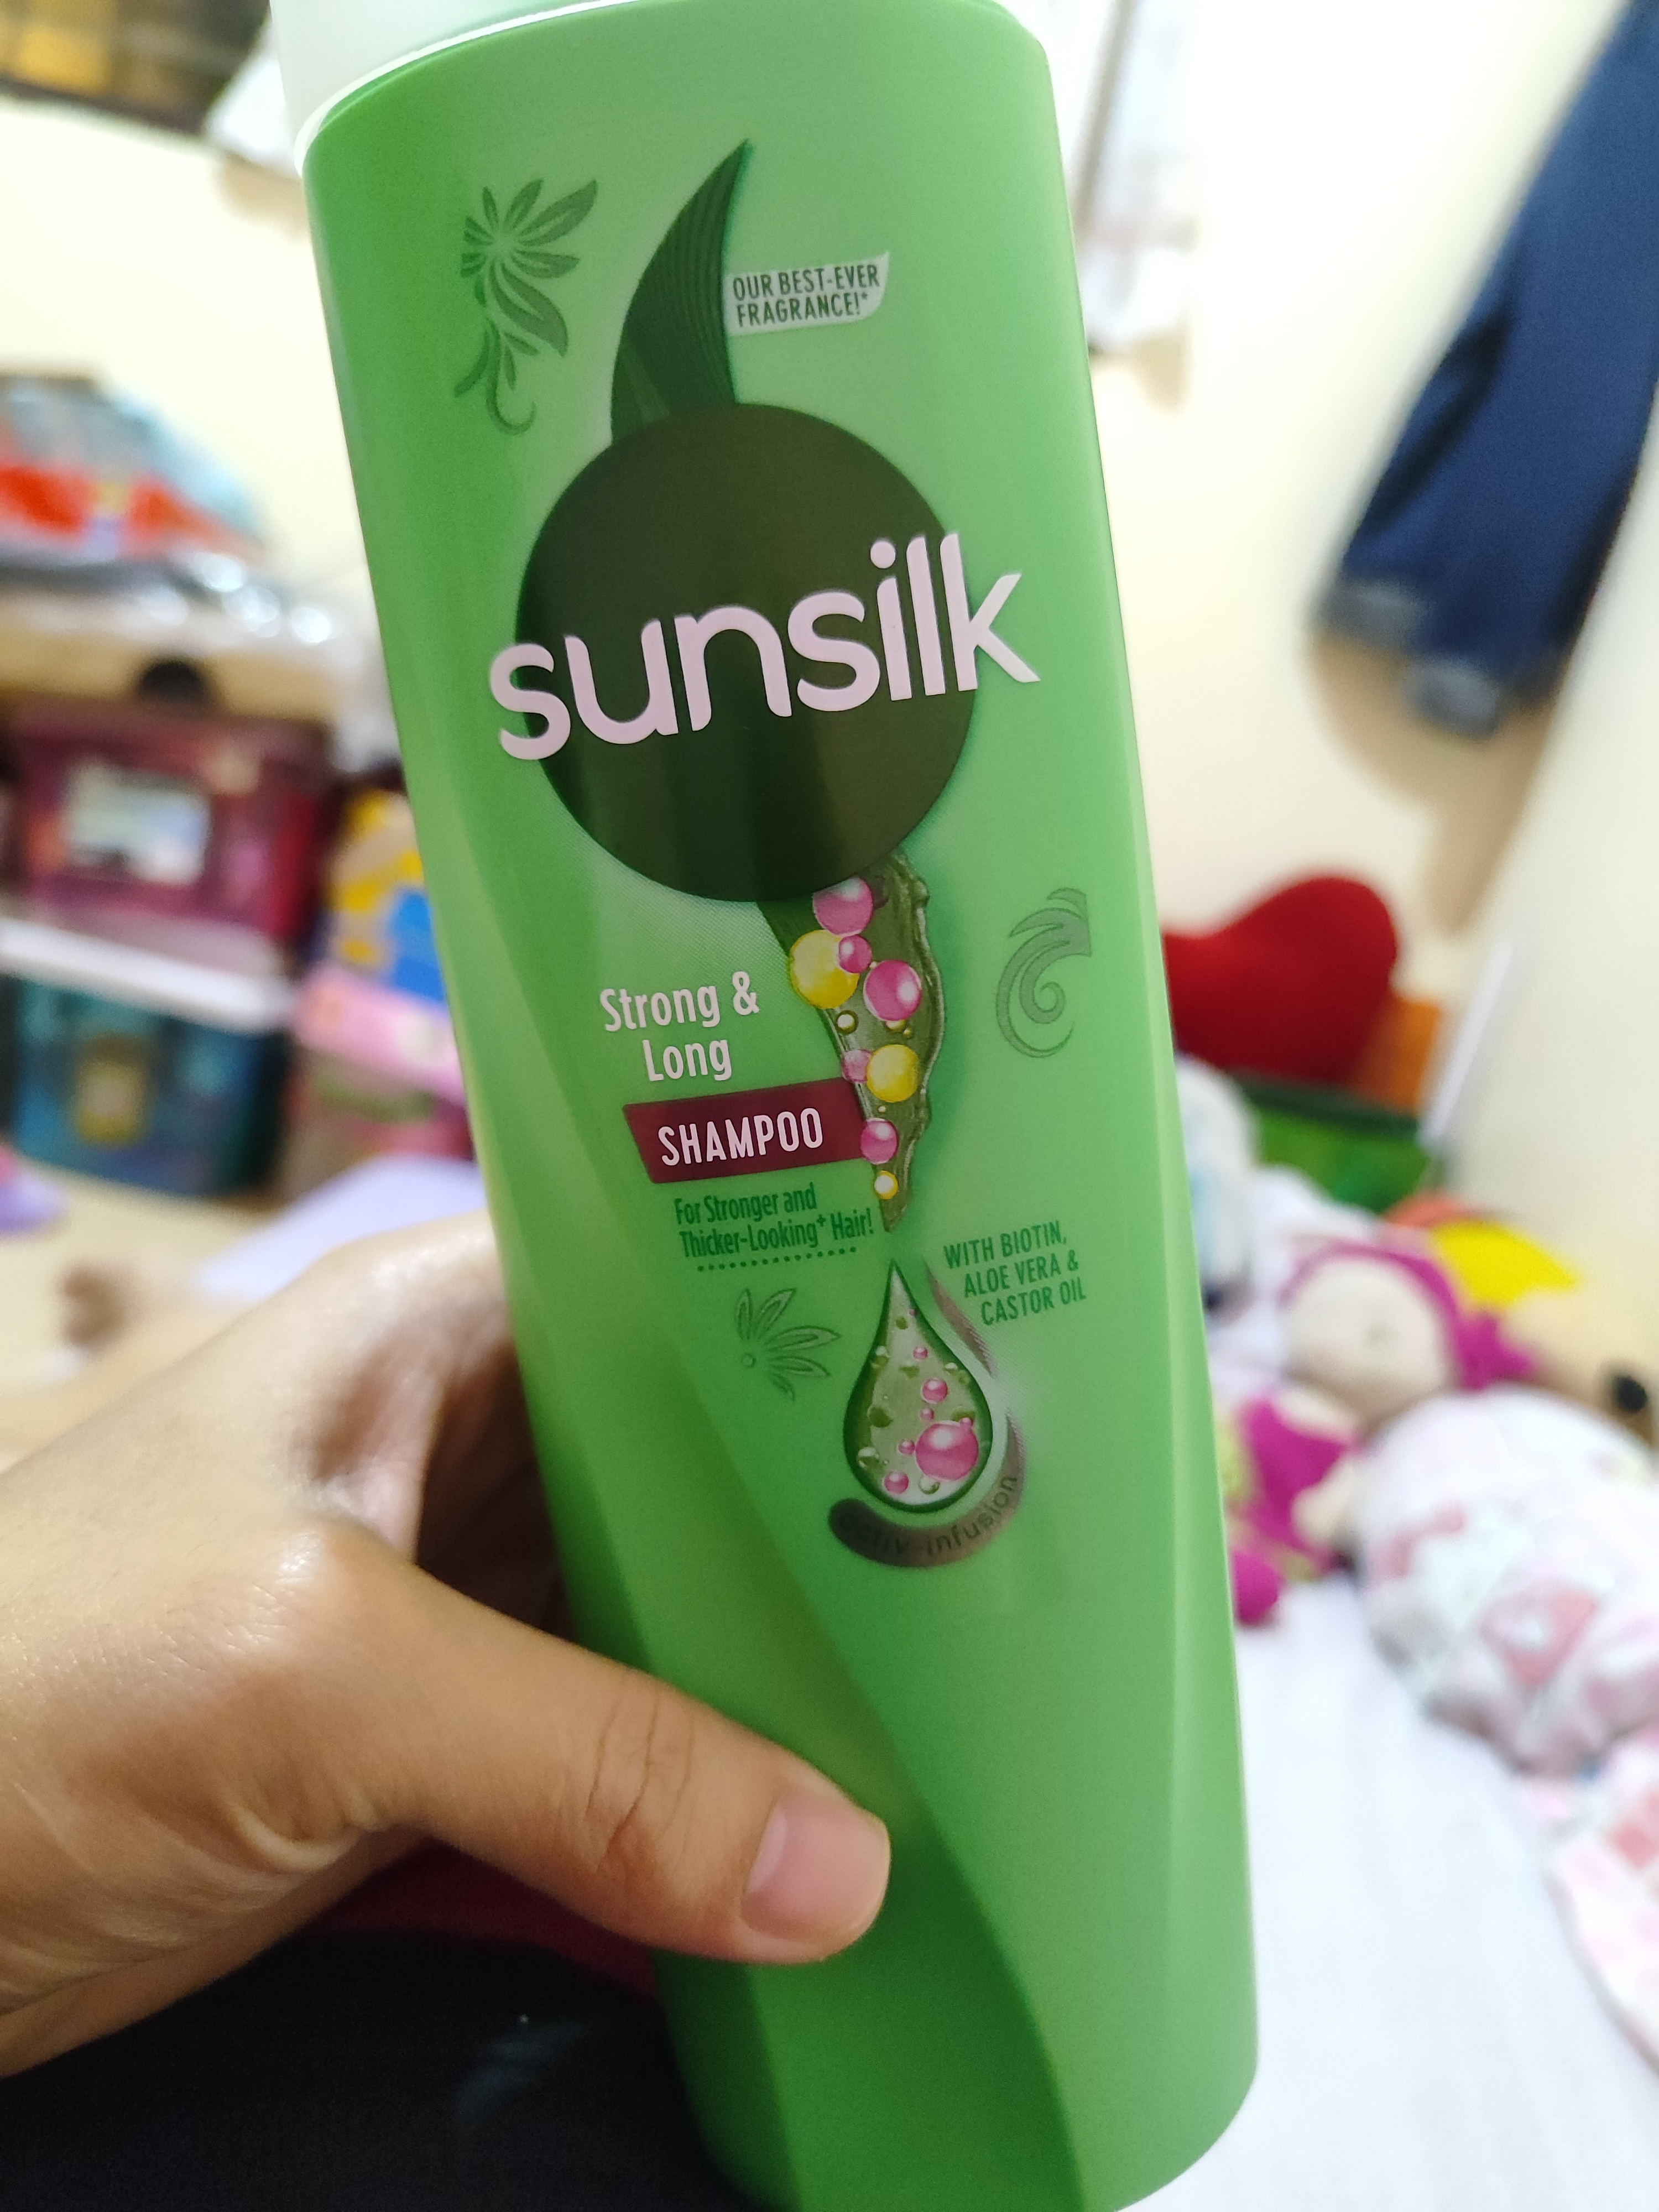 OUR BEST-EVER
FRAGRANCE!*
sunsilk
Strong &
Long
SHAMPOO
For Stronger and
Thicker-Looking⁺ Hair!
WITH BIOTIN,
ALOE VERA &
CASTOR OIL
activ-infusion